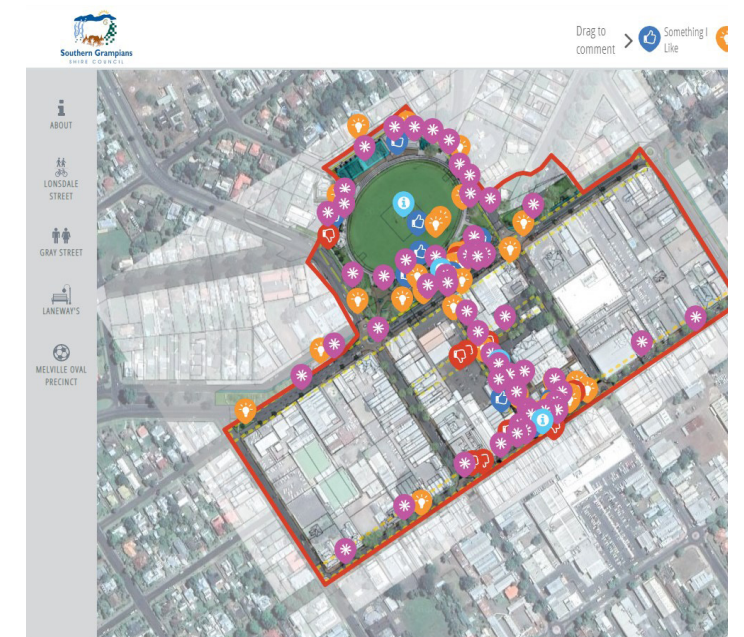 Southern Grampians
SHIRE COUNCIL
Drag to
comment
Something I
Like
ABOUT
LONSDALE
STREET
GRAY STREET
LANEWAY'S
MELVILLE OVAL
PRECINCT